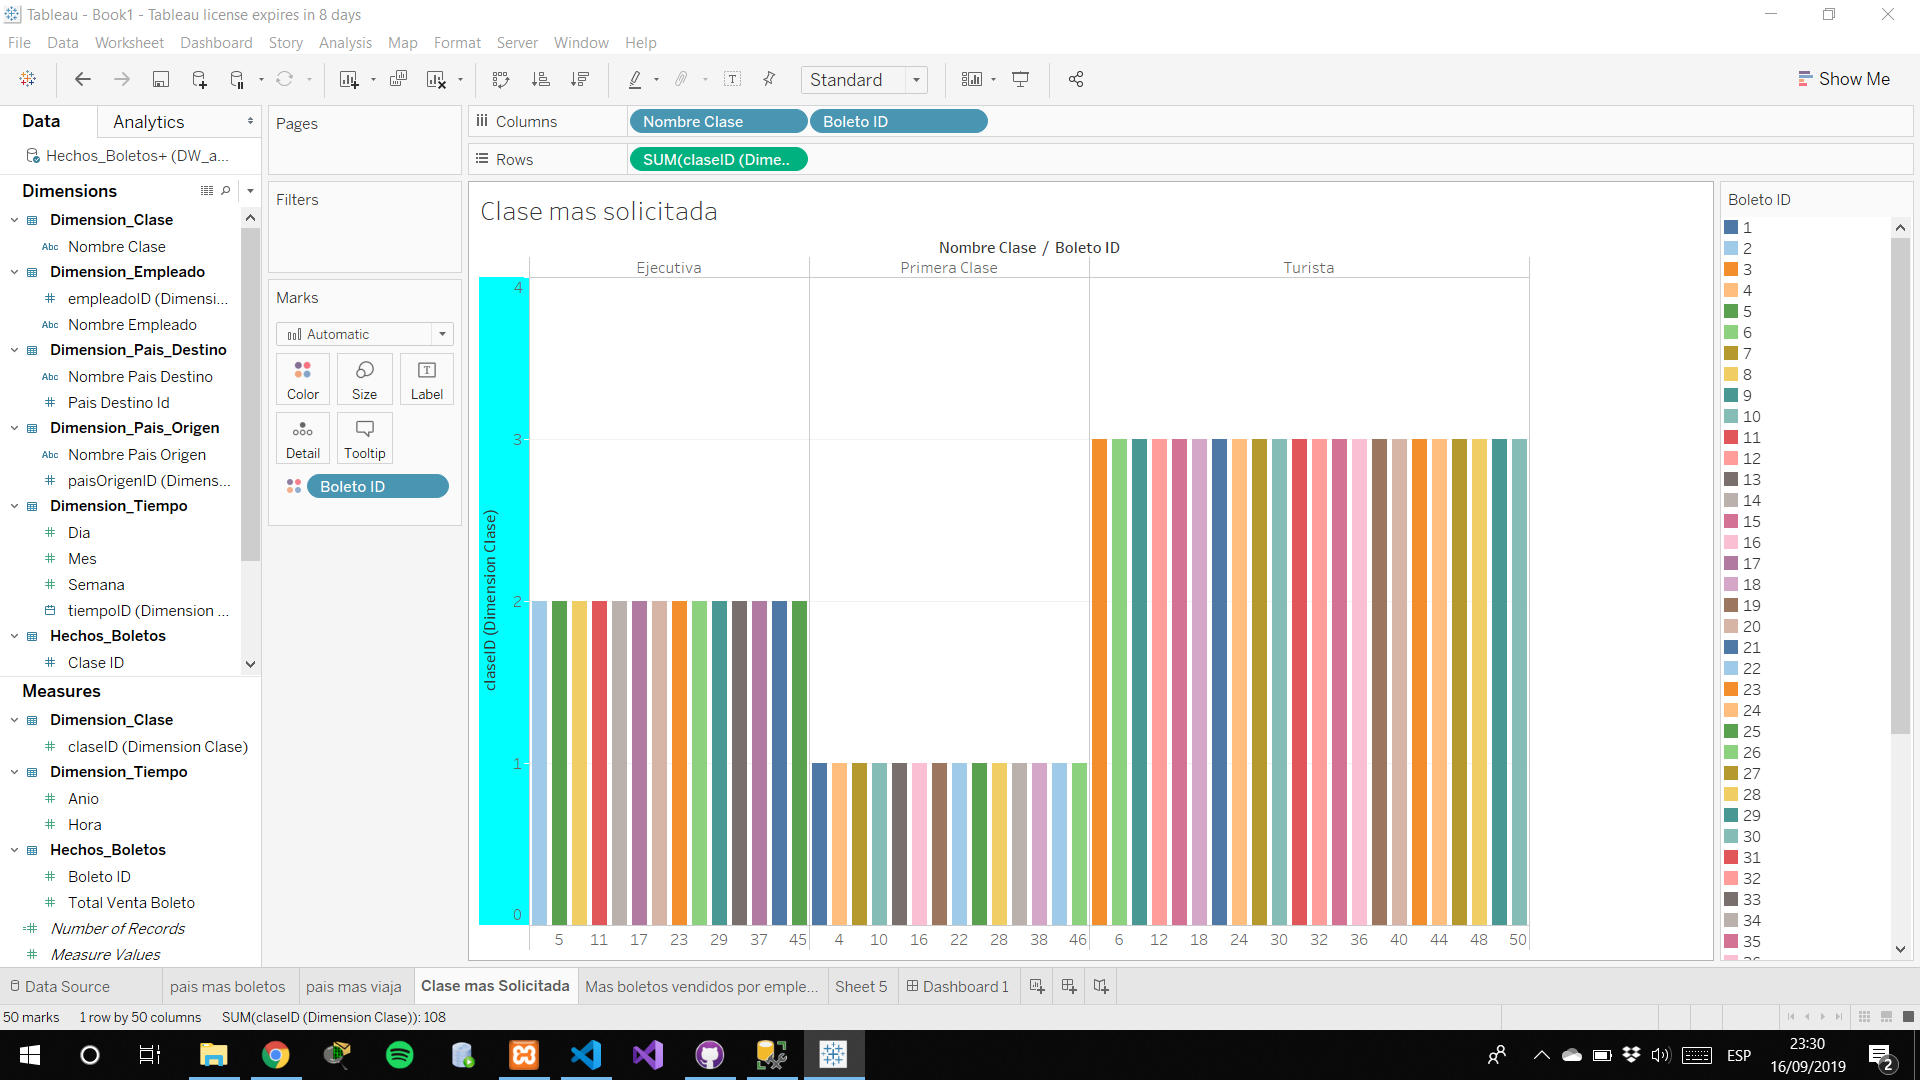 Tableau - Book1 - Tableau license expires in 8 days
File Data Worksheet Dashboard Story Analysis Map Format Server Window Help
Standard
Show Me
Data Analytics
Hechos_Boletos+ (DW_a...
Dimensions
Dimension_Clase
Abc Nombre Clase
Dimension_Empleado
# empleadoID (Dimensi...
Abc Nombre Empleado
Dimension_Pais_Destino
Abc Nombre Pais Destino
# Pais Destino Id
Dimension_Pais_Origen
Abc Nombre Pais Origen
# paisOrigenID (Dimens...
Dimension_Tiempo
# Dia
# Mes
# Semana
tiempoID (Dimension ...
Hechos_Boletos
# Clase ID
Measures
Dimension_Clase
# claseID (Dimension Clase)
Dimension_Tiempo
# Anio
# Hora
Hechos_Boletos
# Boleto ID
# Total Venta Boleto
=# Number of Records
# Measure Values
Pages
Filters
Marks
Automatic
Color Size Label
Detail Tooltip
Boleto ID
Columns Nombre Clase Boleto ID
Rows SUM(claseID (Dime..
Clase mas solicitada
Nombre Clase / Boleto ID
Ejecutiva Primera Clase Turista
claseID (Dimension Clase)
4
3
2
1
0
5 11 17 23 29 37 45 4 10 16 22 28 38 46 6 12 18 24 30 32 36 40 44 48 50
Boleto ID
1
2
3
4
5
6
7
8
9
10
11
12
13
14
15
16
17
18
19
20
21
22
23
24
25
26
27
28
29
30
31
32
33
34
35
Data Source pais mas boletos pais mas viaja Clase mas Solicitada Mas boletos vendidos por emple... Sheet 5 Dashboard 1
50 marks 1 row by 50 columns SUM(claseID (Dimension Clase)): 108
ESP
23:30
16/09/2019
2